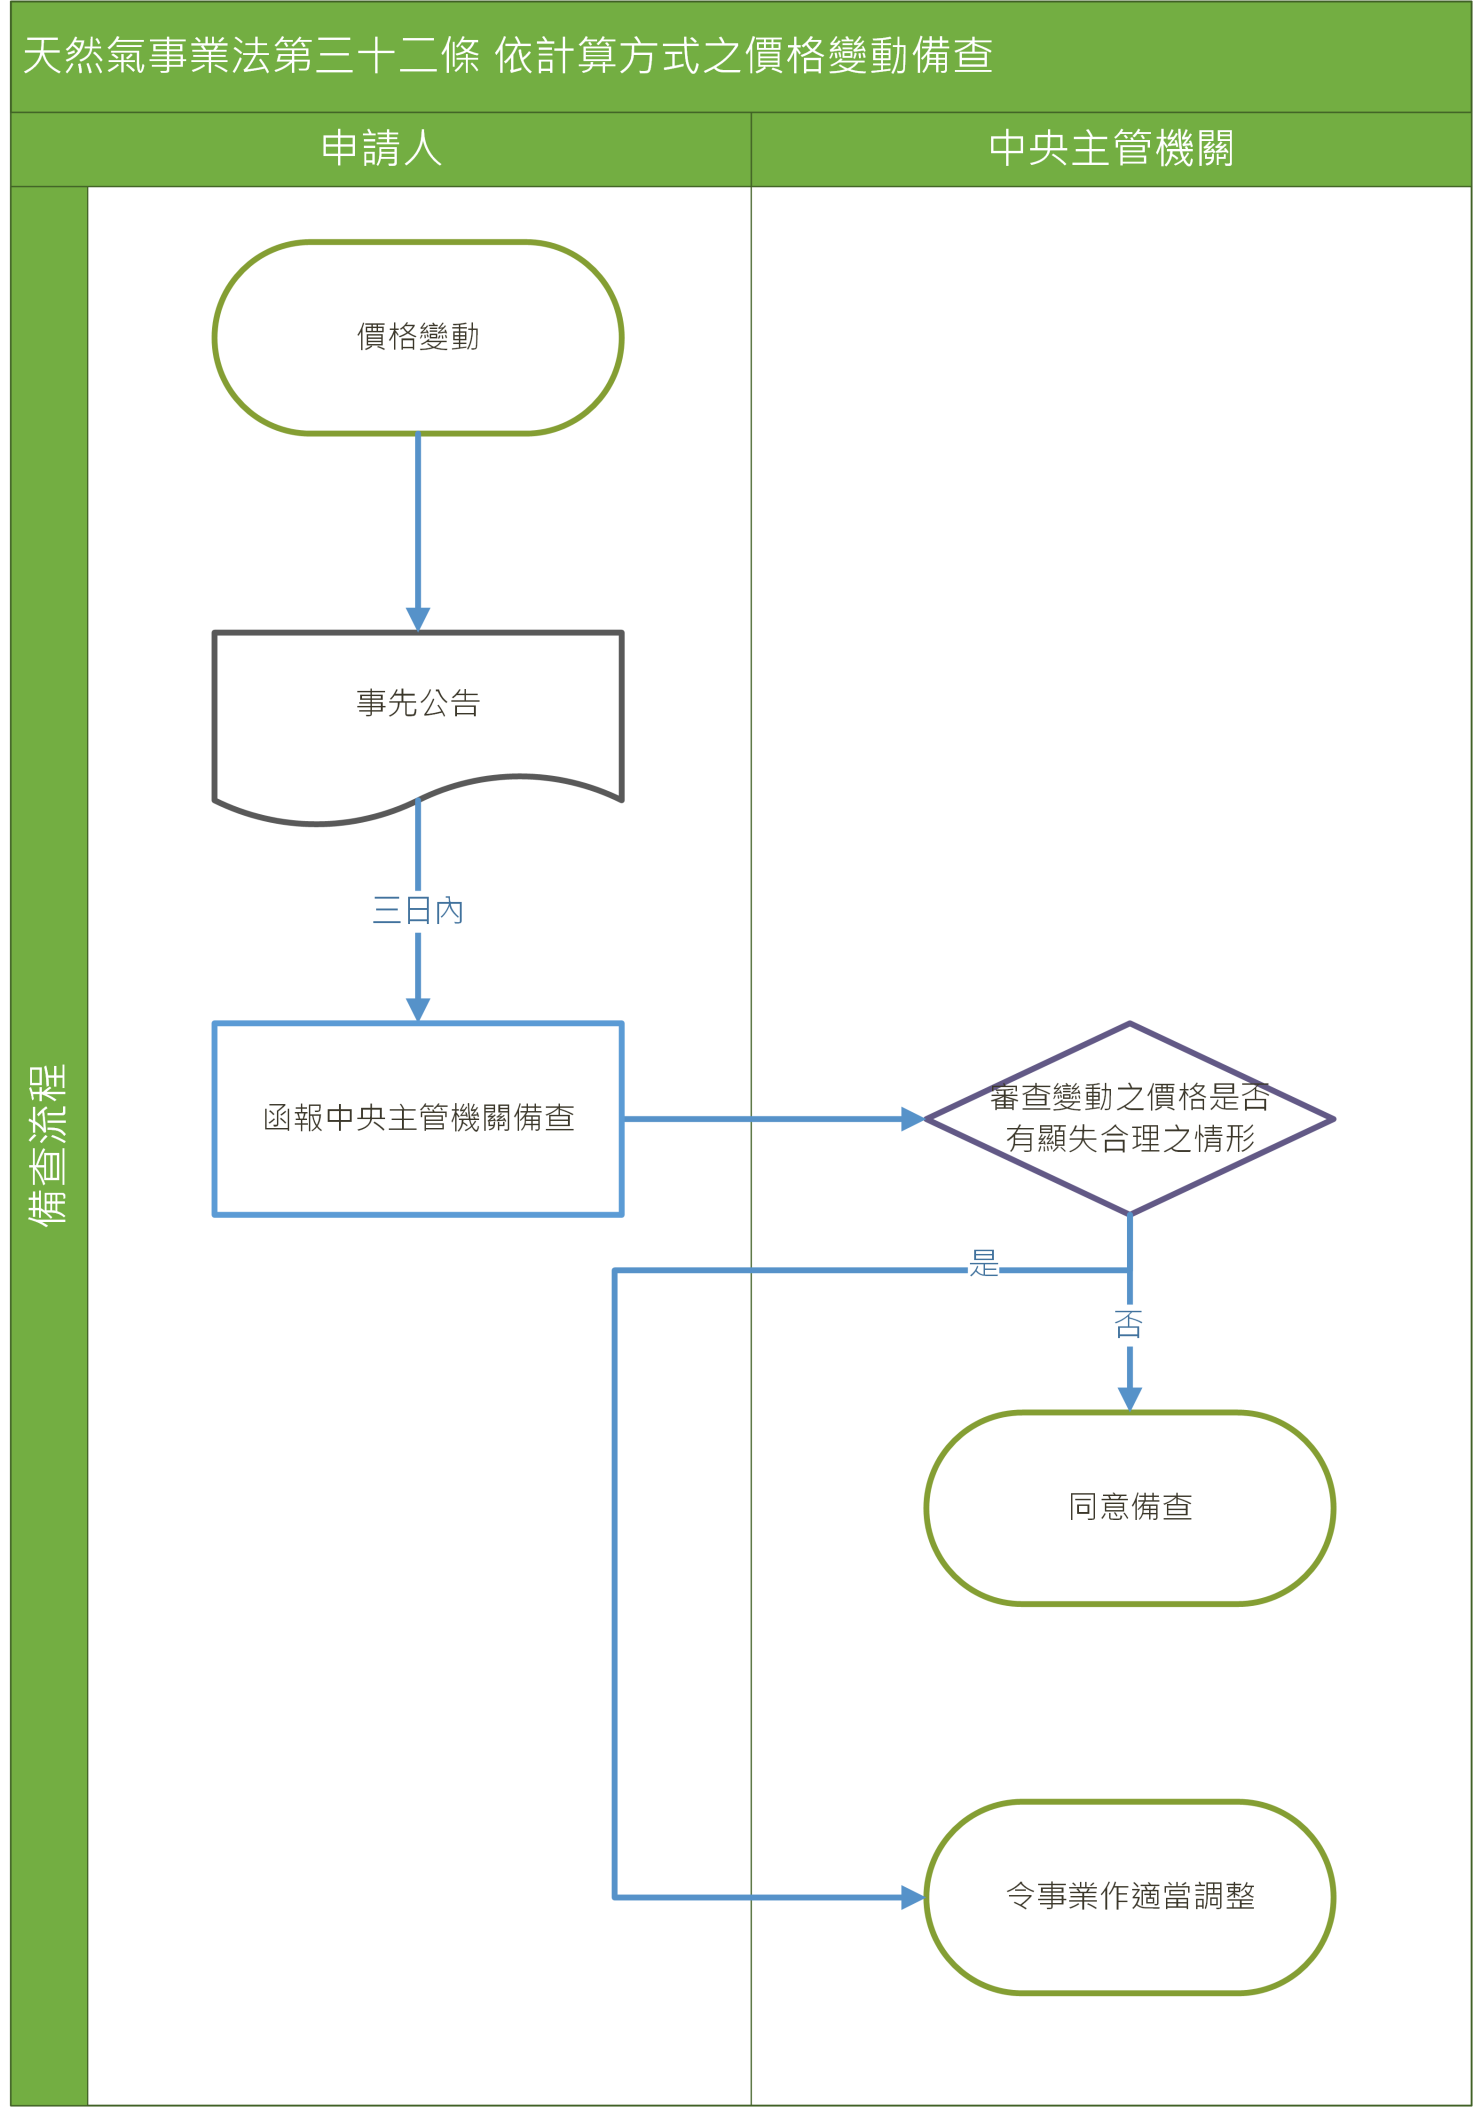 天然氣事業法第三十二條 依計算方式之價格變動備查
申請人
中央主管機關
備查流程
價格變動
事先公告
三日內
函報中央主管機關備查
審查變動之價格是否
有顯失合理之情形
是
否
同意備查
令事業作適當調整